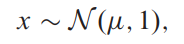 x ∼ 𝒩(μ, 1),